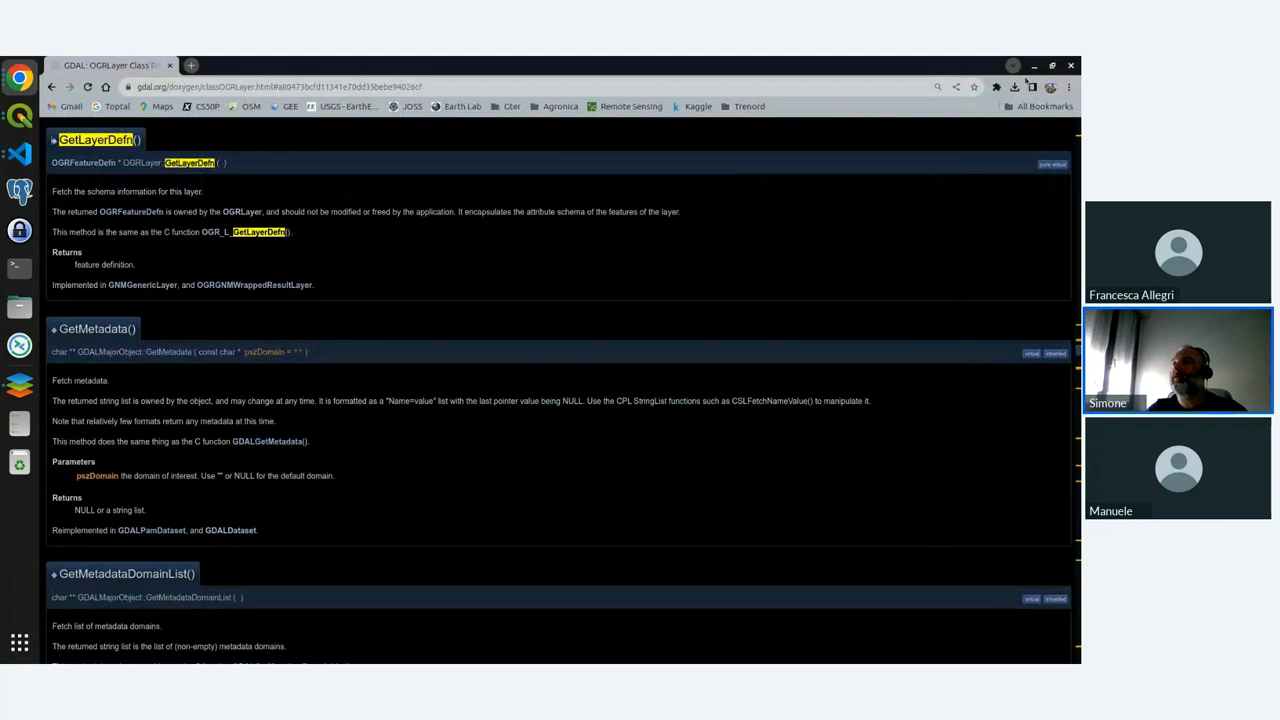 GDAL: OGRLayer Class
gdal.org/doxygen/classOGRLayer.html#a80473bcfd11341e70dd35bebe94026cf
Gmail
Toptal
Maps
CS50P
OSM
GEE
USGS - EarthE...
JOSS
Earth Lab
Gter
Agronica
Remote Sensing
Kaggle
Trenord
All Bookmarks
◆ GetLayerDefn()
OGRFeatureDefn * OGRLayer::GetLayerDefn ( )
pure virtual
Fetch the schema information for this layer.
The returned OGRFeatureDefn is owned by the OGRLayer, and should not be modified or freed by the application. It encapsulates the attribute schema of the features of the layer.
This method is the same as the C function OGR_L_GetLayerDefn().
Returns
feature definition.
Implemented in GNMGenericLayer, and OGRGNMWrappedResultLayer.
◆ GetMetadata()
char ** GDALMajorObject::GetMetadata ( const char * pszDomain = "" )
virtual
inherited
Fetch metadata.
The returned string list is owned by the object, and may change at any time. It is formatted as a "Name=value" list with the last pointer value being NULL. Use the CPL StringList functions such as CSLFetchNameValue() to manipulate it.
Note that relatively few formats return any metadata at this time.
This method does the same thing as the C function GDALGetMetadata().
Parameters
pszDomain the domain of interest. Use "" or NULL for the default domain.
Returns
NULL or a string list.
Reimplemented in GDALPamDataset, and GDALDataset.
◆ GetMetadataDomainList()
char ** GDALMajorObject::GetMetadataDomainList ( )
virtual
inherited
Fetch list of metadata domains.
The returned string list is the list of (non-empty) metadata domains.
Francesca Allegri
Simone
Manuele